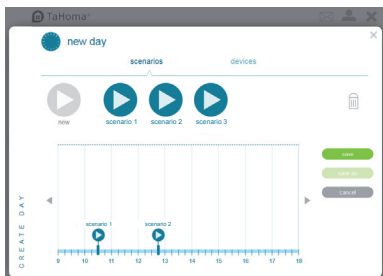 TaHoma®
new day
scenarios devices
new scenario 1 scenario 2 scenario 3
save
save as
cancel
CREATE DAY
scenario 1 scenario 2
9 10 11 12 13 14 15 16 17 18